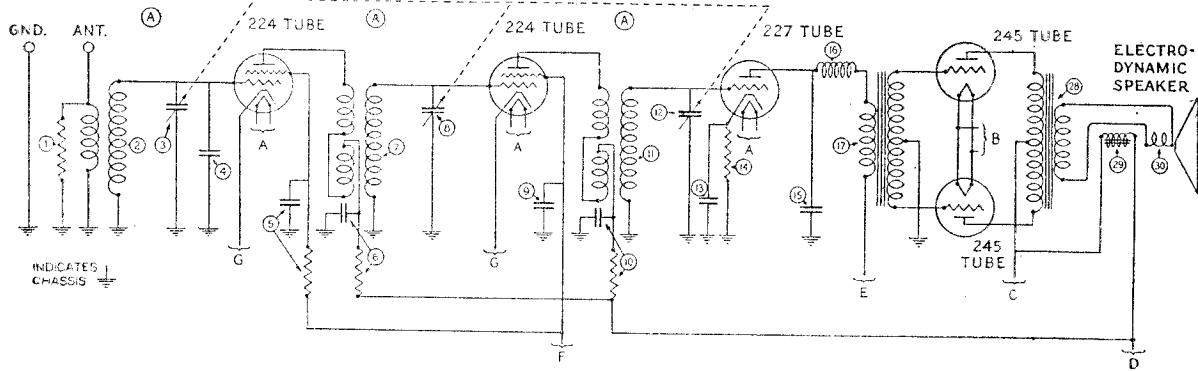 GND.
ANT.
A
224 TUBE
A
224 TUBE
A
227 TUBE
16
245 TUBE
ELECTRO-
DYNAMIC
SPEAKER
1
2
3
4
A
5
6
7
8
A
9
10
11
12
A
13
14
15
17
B
28
29
30
G
G
INDICATES
CHASSIS
245
TUBE
E
C
F
D